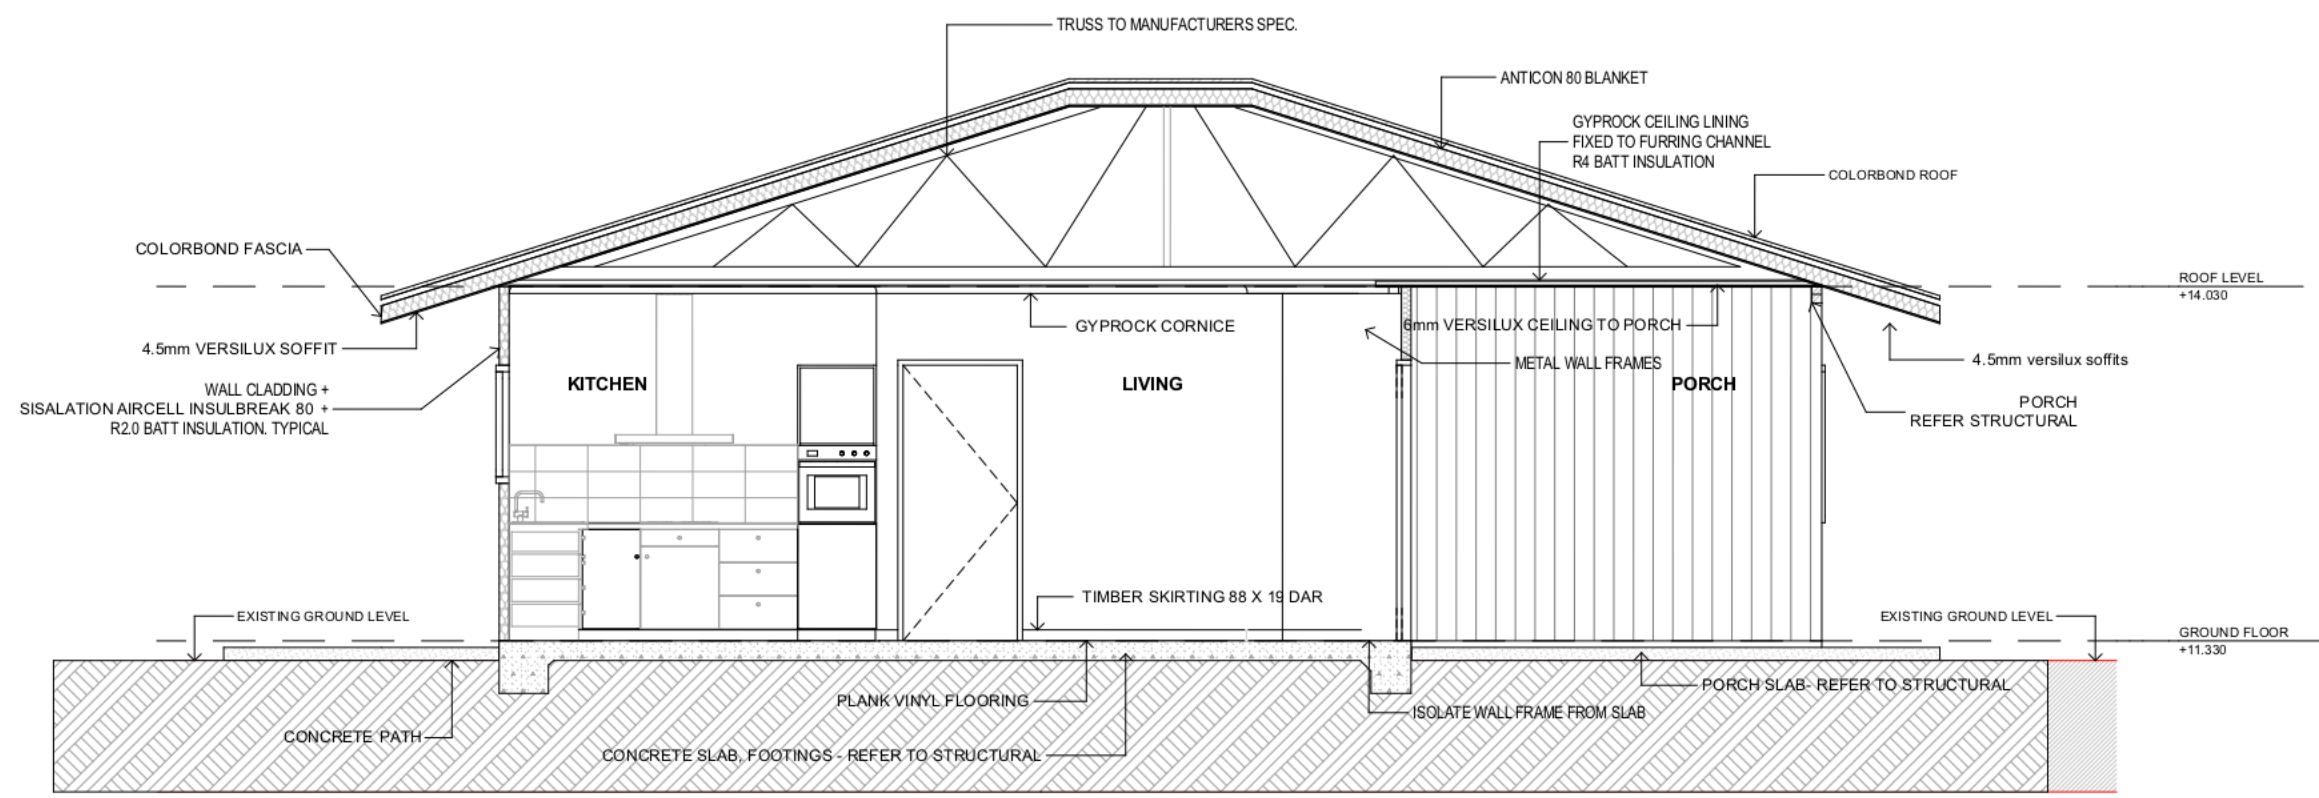 TRUSS TO MANUFACTURERS SPEC.
ANTICON 80 BLANKET
GYPROCK CEILING LINING
FIXED TO FURRING CHANNEL
R4 BATT INSULATION
COLORBOND ROOF
COLORBOND FASCIA
ROOF LEVEL
+14.030
GYPROCK CORNICE
6mm VERSILUX CEILING TO PORCH
4.5mm VERSILUX SOFFIT
METAL WALL FRAMES
4.5mm versilux soffits
WALL CLADDING +
SISALATION AIRCELL INSULBREAK 80 +
R2.0 BATT INSULATION. TYPICAL
KITCHEN
LIVING
PORCH
PORCH
REFER STRUCTURAL
TIMBER SKIRTING 88 X 19 DAR
EXISTING GROUND LEVEL
EXISTING GROUND LEVEL
GROUND FLOOR
+11.330
PLANK VINYL FLOORING
PORCH SLAB- REFER TO STRUCTURAL
ISOLATE WALL FRAME FROM SLAB
CONCRETE PATH
CONCRETE SLAB, FOOTINGS - REFER TO STRUCTURAL